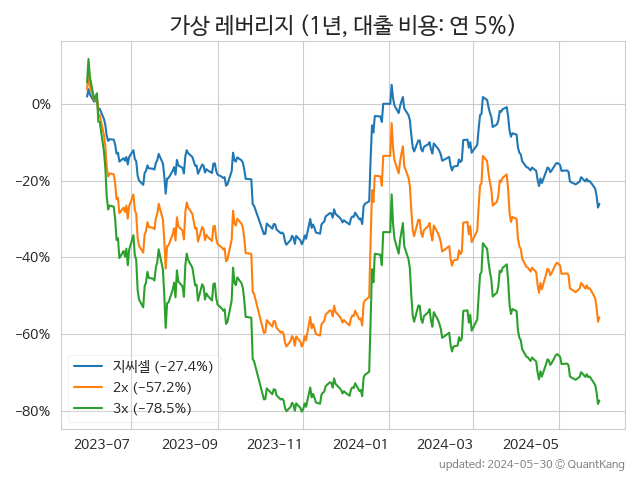 가상 레버리지 (1년, 대출 비용: 연 5%)
0%
−20%
−40%
−60%
−80%
지씨셀 (−27.4%)
2x (−57.2%)
3x (−78.5%)
2023-07
2023-09
2023-11
2024-01
2024-03
2024-05
updated: 2024-05-30 © QuantKang